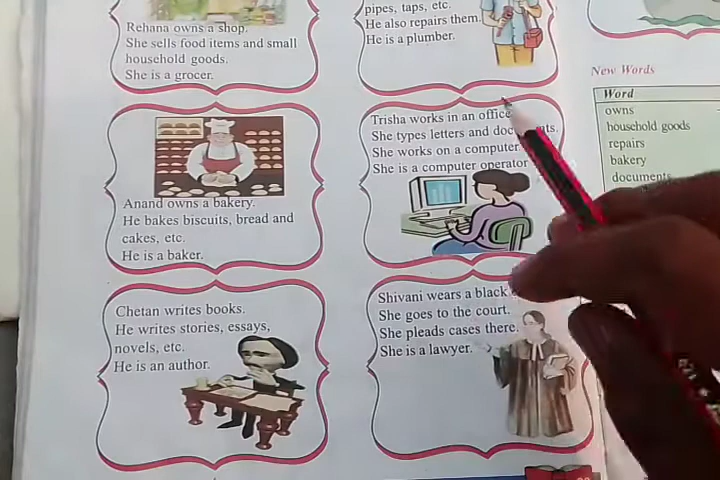 Rehana owns a shop.
She sells food items and small
household goods.
She is a grocer.
pipes, taps, etc.
He also repairs them.
He is a plumber.
Anand owns a bakery.
He bakes biscuits, bread and
cakes, etc.
He is a baker.
Trisha works in an office
She types letters and
She works on a computer
She is a computer operator
Chetan writes books.
He writes stories, essays,
novels, etc.
He is an author.
Shivani wears a black
She goes to the court.
She pleads cases there.
She is a lawyer.
New Words
Word
owns
household goods
repairs
bakery
documents